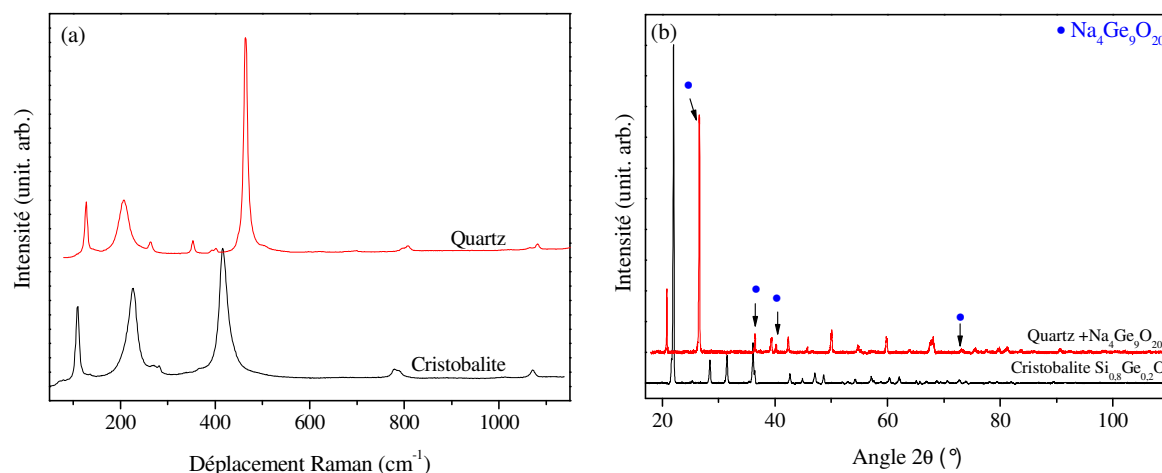 (a)
Quartz
Cristobalite
Intensité (unit. arb.)
200 400 600 800 1000
Déplacement Raman (cm⁻¹)
(b)
Na₄Ge₉O₂₀
Quartz +Na₄Ge₉O₂₀
Cristobalite Si₀,₈Ge₀,₂O
Intensité (unit. arb.)
20 40 60 80 100
Angle 2θ (°)